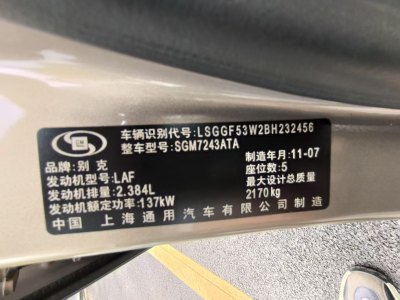 GM
车辆识别代号:LSGGF53W2BH232456
整车型号:SGM7243ATA
品牌:别克
制造年月:11-07
发动机型号:LAF
座位数:5
发动机排量:2.384L
最大设计总质量
发动机额定功率:137kW
2170kg
中国 上海通用汽车有限公司制造